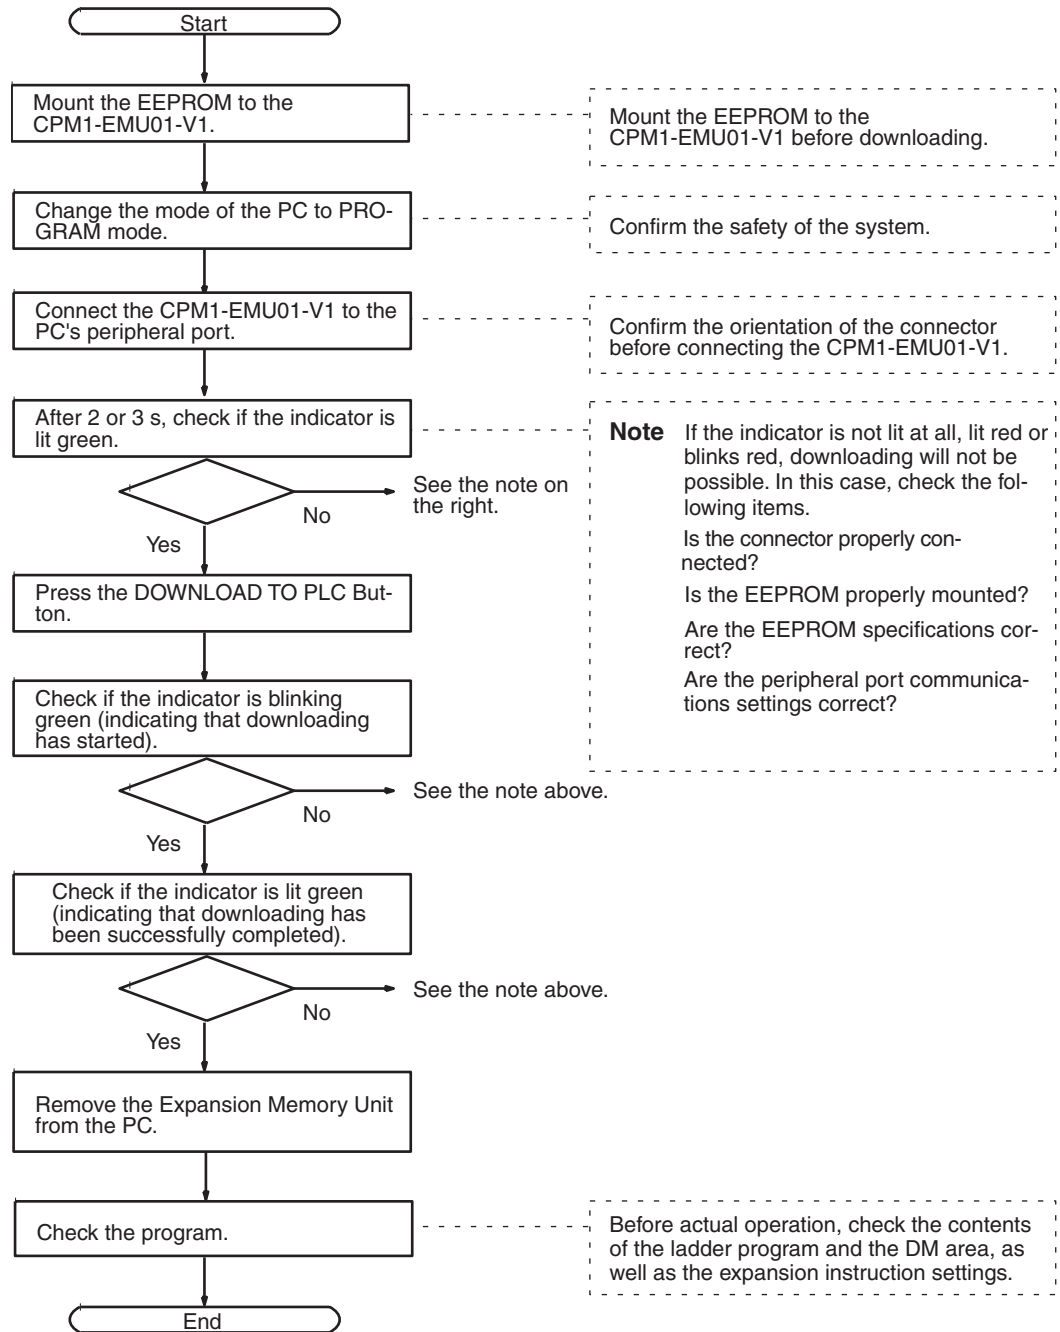 Start
Mount the EEPROM to the
CPM1-EMU01-V1.
Mount the EEPROM to the
CPM1-EMU01-V1 before downloading.
Change the mode of the PC to PRO-
GRAM mode.
Confirm the safety of the system.
Connect the CPM1-EMU01-V1 to the
PC's peripheral port.
Confirm the orientation of the connector
before connecting the CPM1-EMU01-V1.
After 2 or 3 s, check if the indicator is
lit green.
Note If the indicator is not lit at all, lit red or
blinks red, downloading will not be
possible. In this case, check the fol-
lowing items.
Is the connector properly con-
nected?
Is the EEPROM properly mounted?
Are the EEPROM specifications cor-
rect?
Are the peripheral port communica-
tions settings correct?
No
See the note on
the right.
Yes
Press the DOWNLOAD TO PLC But-
ton.
Check if the indicator is blinking
green (indicating that downloading
has started).
No
See the note above.
Yes
Check if the indicator is lit green
(indicating that downloading has
been successfully completed).
No
See the note above.
Yes
Remove the Expansion Memory Unit
from the PC.
Check the program.
Before actual operation, check the contents
of the ladder program and the DM area, as
well as the expansion instruction settings.
End